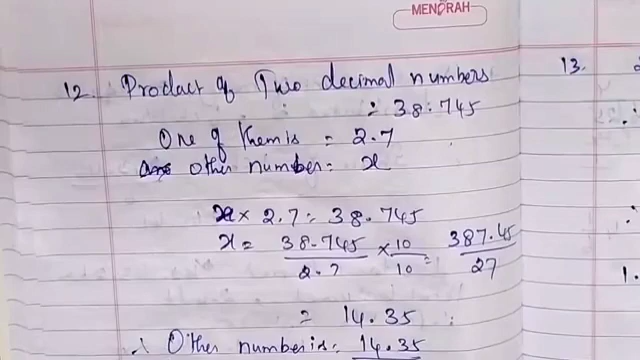 MENORAH
12. Product of Two decimal numbers
= 38.745
One of them is = 2.7
other number = x
x × 2.7 = 38.745
x = 38.745/2.7 × 10/10 = 387.45/27
= 14.35
∴ Other number is = 14.35
13.
1.